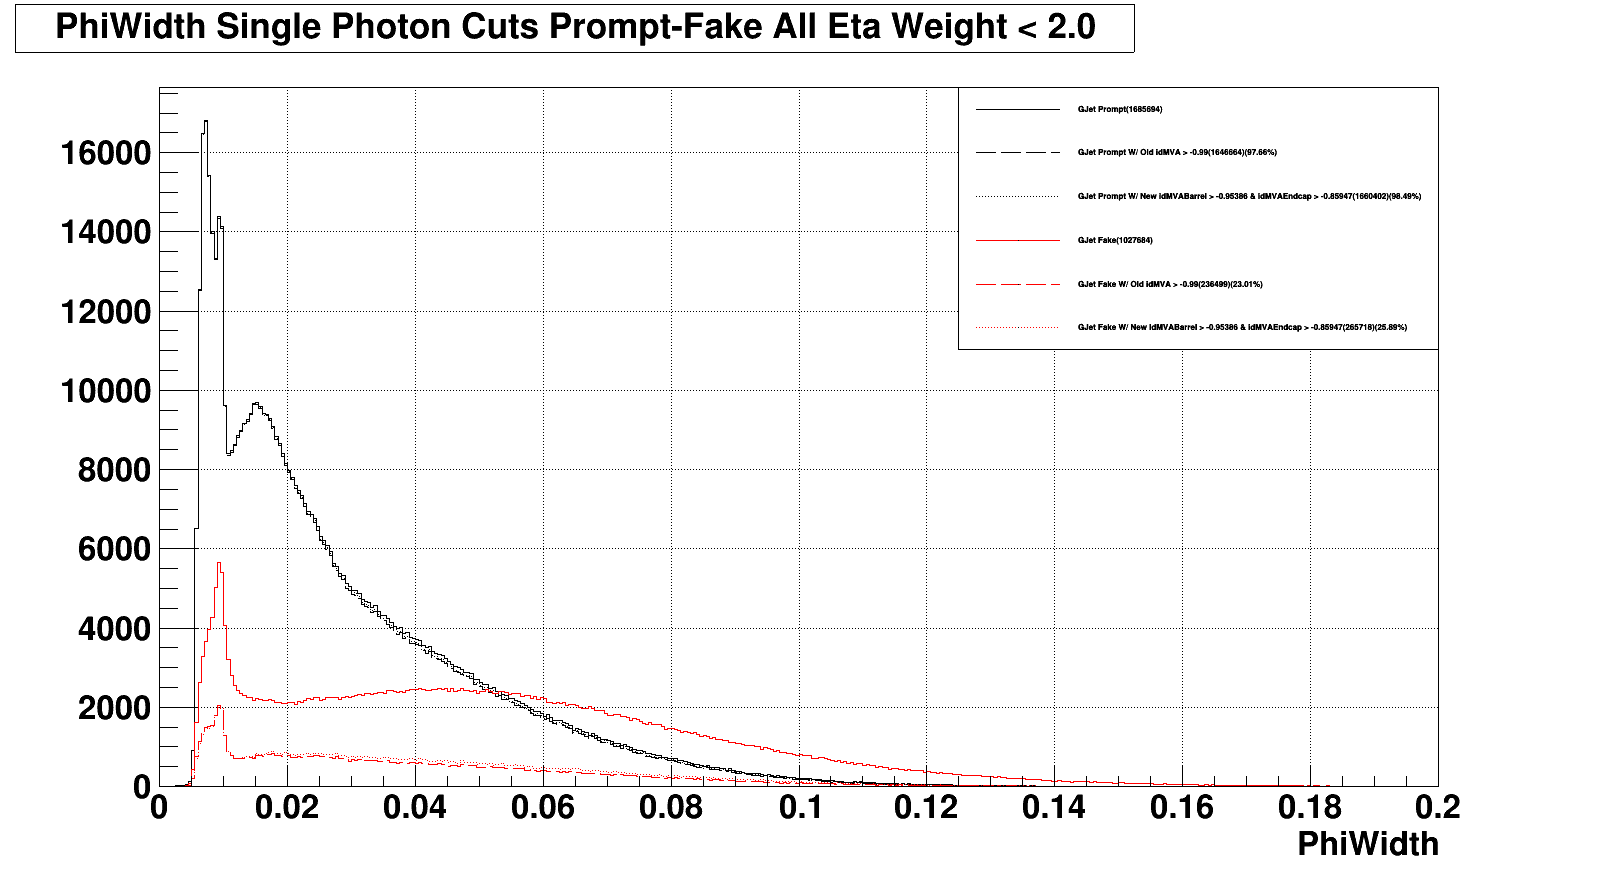 PhiWidth Single Photon Cuts Prompt-Fake All Eta Weight < 2.0
GJet Prompt(1685694)
GJet Prompt W/ Old IdMVA > -0.99(1646664)(97.66%)
GJet Prompt W/ New IdMVABarrel > -0.95386 & IdMVAEndcap > -0.85947(1660402)(98.49%)
GJet Fake(1027684)
GJet Fake W/ Old IdMVA > -0.99(236499)(23.01%)
GJet Fake W/ New IdMVABarrel > -0.95386 & IdMVAEndcap > -0.85947(265718)(25.89%)
16000
14000
12000
10000
8000
6000
4000
2000
0
0 0.02 0.04 0.06 0.08 0.1 0.12 0.14 0.16 0.18 0.2
PhiWidth